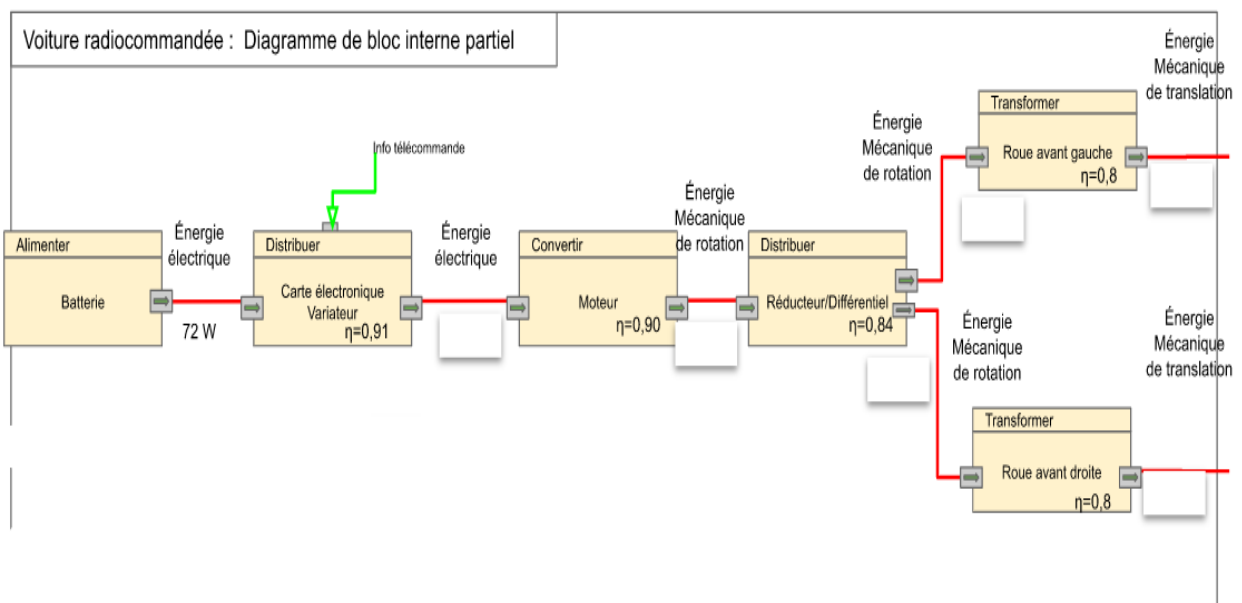 Voiture radiocommandée : Diagramme de bloc interne partiel
Info télécommande
Alimenter
Batterie
Énergie
électrique
72 W
Distribuer
Carte électronique
Variateur
η=0,91
Énergie
électrique
Convertir
Moteur
η=0,90
Énergie
Mécanique
de rotation
Distribuer
Réducteur/Différentiel
η=0,84
Énergie
Mécanique
de rotation
Transformer
Roue avant gauche
η=0,8
Énergie
Mécanique
de translation
Énergie
Mécanique
de rotation
Transformer
Roue avant droite
η=0,8
Énergie
Mécanique
de translation